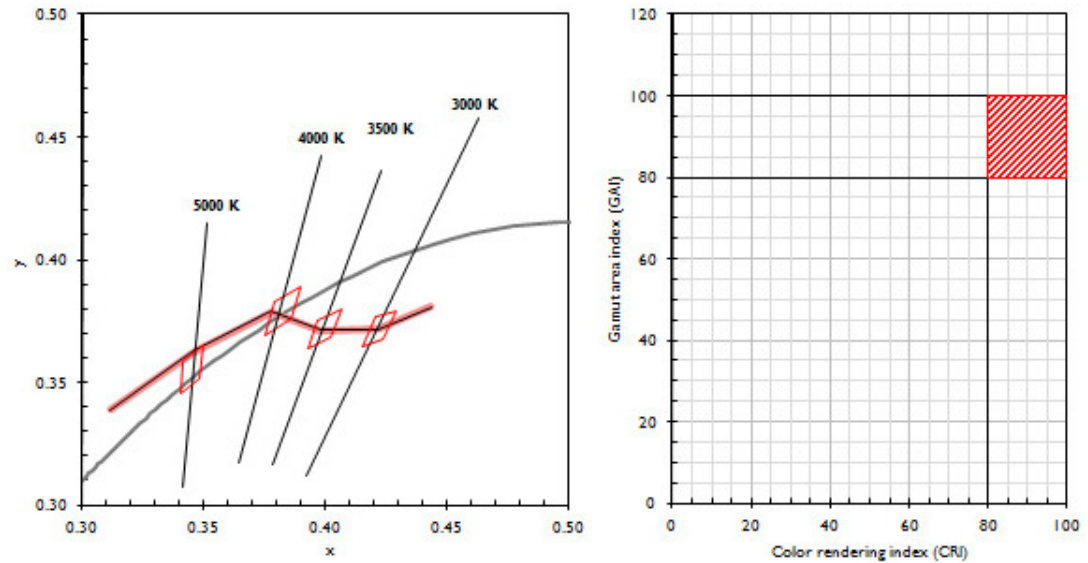 0.50
0.45
0.40
0.35
0.30
y
5000 K
4000 K
3500 K
3000 K
0.30 0.35 0.40 0.45 0.50
x
120
100
80
60
40
20
0
Gamut area index (GAI)
0 20 40 60 80 100
Color rendering index (CRI)